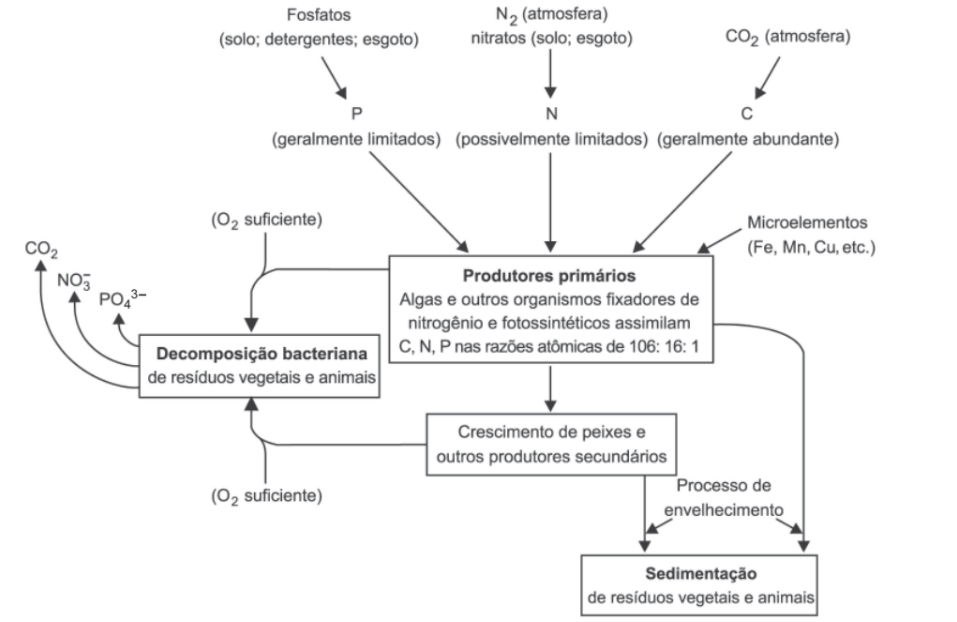 Fosfatos
(solo; detergentes; esgoto)
N₂ (atmosfera)
nitratos (solo; esgoto)
CO₂ (atmosfera)
P
(geralmente limitados)
N
(possivelmente limitados)
C
(geralmente abundante)
(O₂ suficiente)
Microelementos
(Fe, Mn, Cu, etc.)
CO₂
NO₃⁻
PO₄³⁻
Produtores primários
Algas e outros organismos fixadores de
nitrogênio e fotossintéticos assimilam
C, N, P nas razões atômicas de 106: 16: 1
Decomposição bacteriana
de resíduos vegetais e animais
Crescimento de peixes e
outros produtores secundários
(O₂ suficiente)
Processo de
envelhecimento
Sedimentação
de resíduos vegetais e animais